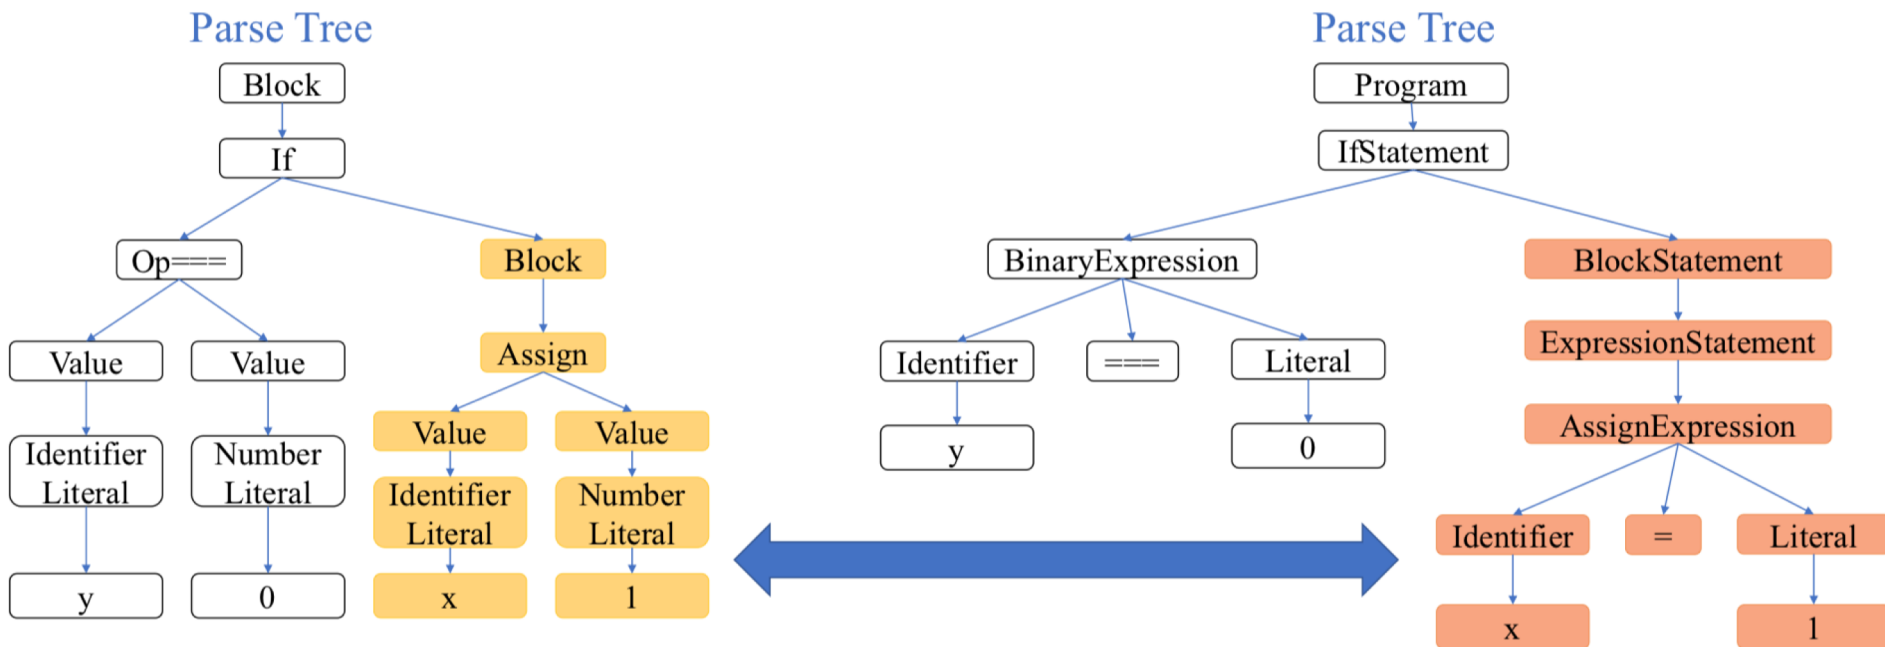 Parse Tree
Block
If
Op===
Block
Value
Value
Assign
Identifier
Literal
Number
Literal
Value
Value
Identifier
Literal
Number
Literal
y
0
x
1
Parse Tree
Program
IfStatement
BinaryExpression
BlockStatement
Identifier
===
Literal
ExpressionStatement
y
0
AssignExpression
Identifier
=
Literal
x
1